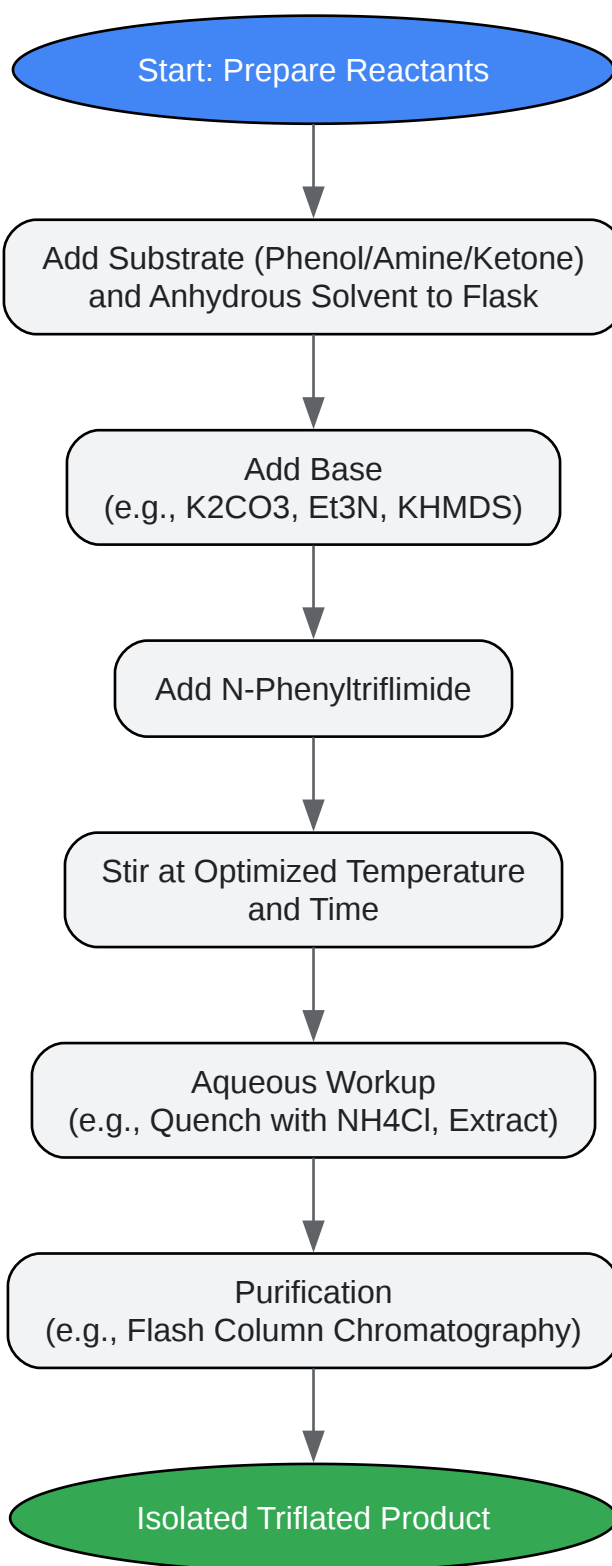 Start: Prepare Reactants
Add Substrate (Phenol/Amine/Ketone)
and Anhydrous Solvent to Flask
Add Base
(e.g., K2CO3, Et3N, KHMDS)
Add N-Phenyltriflimide
Stir at Optimized Temperature
and Time
Aqueous Workup
(e.g., Quench with NH4Cl, Extract)
Purification
(e.g., Flash Column Chromatography)
Isolated Triflated Product